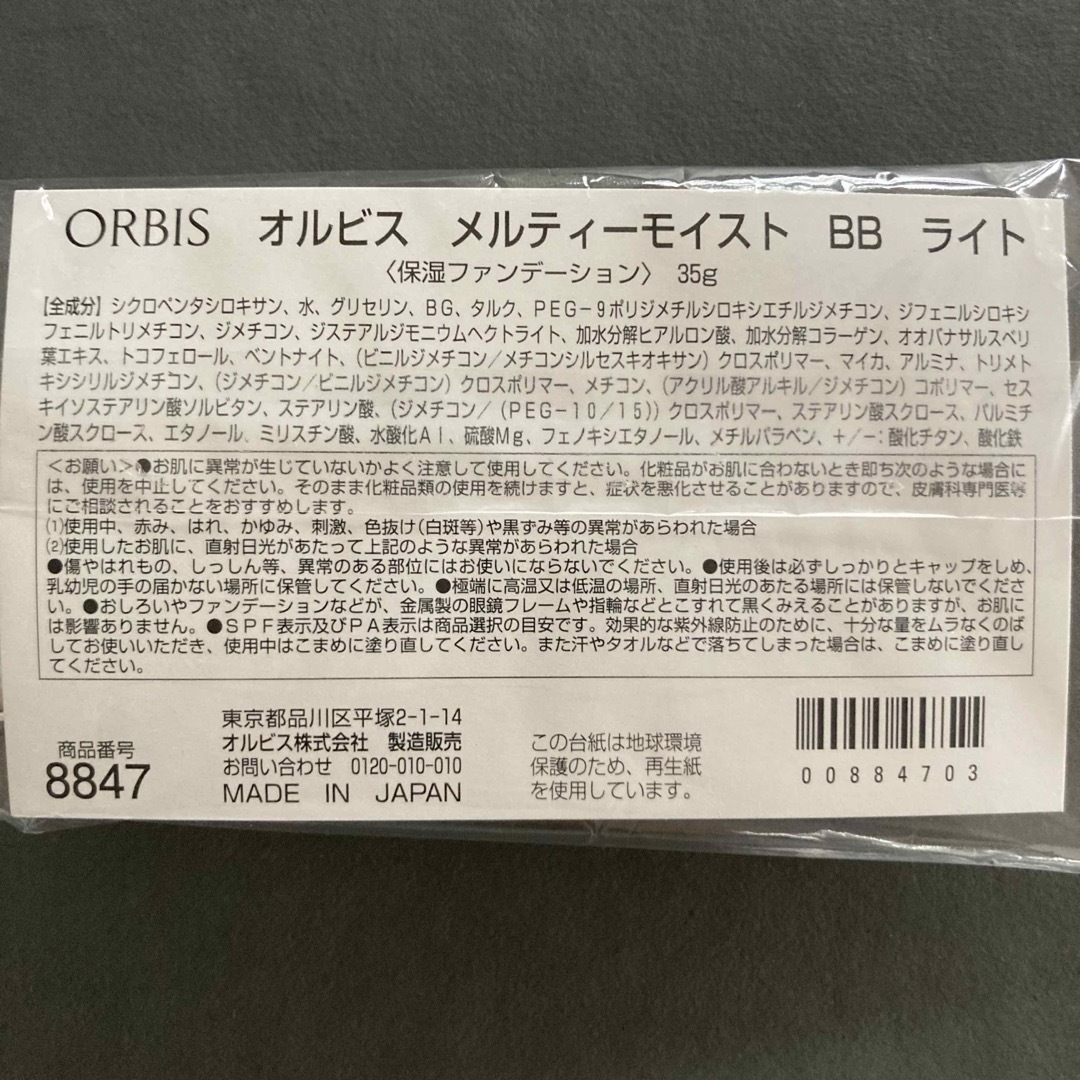 ORBIS オルビス メルティーモイスト BB ライト
〈保湿ファンデーション〉 35g
【全成分】シクロペンタシロキサン、水、グリセリン、BG、タルク、PEG-9ポリジメチルシロキシエチルジメチコン、ジフェニルシロキシ
フェニルトリメチコン、ジメチコン、ジステアルジモニウムヘクトライト、加水分解ヒアルロン酸、加水分解コラーゲン、オオバナサルスベリ
葉エキス、トコフェロール、ベントナイト、(ビニルジメチコン/メチコンシルセスキオキサン)クロスポリマー、マイカ、アルミナ、トリメト
キシシリルジメチコン、(ジメチコン/ビニルジメチコン)クロスポリマー、メチコン、(アクリル酸アルキル/ジメチコン)コポリマー、セス
キイソステアリン酸ソルビタン、ステアリン酸、(ジメチコン/(PEG-10/15))クロスポリマー、ステアリン酸スクロース、パルミチ
ン酸スクロース、エタノール、ミリスチン酸、水酸化Al、硫酸Mg、フェノキシエタノール、メチルパラベン、+/-:酸化チタン、酸化鉄
<お願い>●お肌に異常が生じていないかよく注意して使用してください。化粧品がお肌に合わないとき即ち次のような場合に
は、使用を中止してください。そのまま化粧品類の使用を続けますと、症状を悪化させることがありますので、皮膚科専門医等
にご相談されることをおすすめします。
(1)使用中、赤み、はれ、かゆみ、刺激、色抜け(白斑等)や黒ずみ等の異常があらわれた場合
(2)使用したお肌に、直射日光があたって上記のような異常があらわれた場合
●傷やはれもの、しっしん等、異常のある部位にはお使いにならないでください。●使用後は必ずしっかりとキャップをしめ、
乳幼児の手の届かない場所に保管してください。●極端に高温又は低温の場所、直射日光のあたる場所には保管しないでくださ
い。●おしろいやファンデーションなどが、金属製の眼鏡フレームや指輪などとこすれて黒くみえることがありますが、お肌に
は影響ありません。●SPF表示及びPA表示は商品選択の目安です。効果的な紫外線防止のために、十分な量をムラなくのば
してお使いいただき、使用中はこまめに塗り直してください。また汗やタオルなどで落ちてしまった場合は、こまめに塗り直し
てください。
商品番号
8847
東京都品川区平塚2-1-14
オルビス株式会社 製造販売
お問い合わせ 0120-010-010
MADE IN JAPAN
この台紙は地球環境
保護のため、再生紙
を使用しています。
00884703